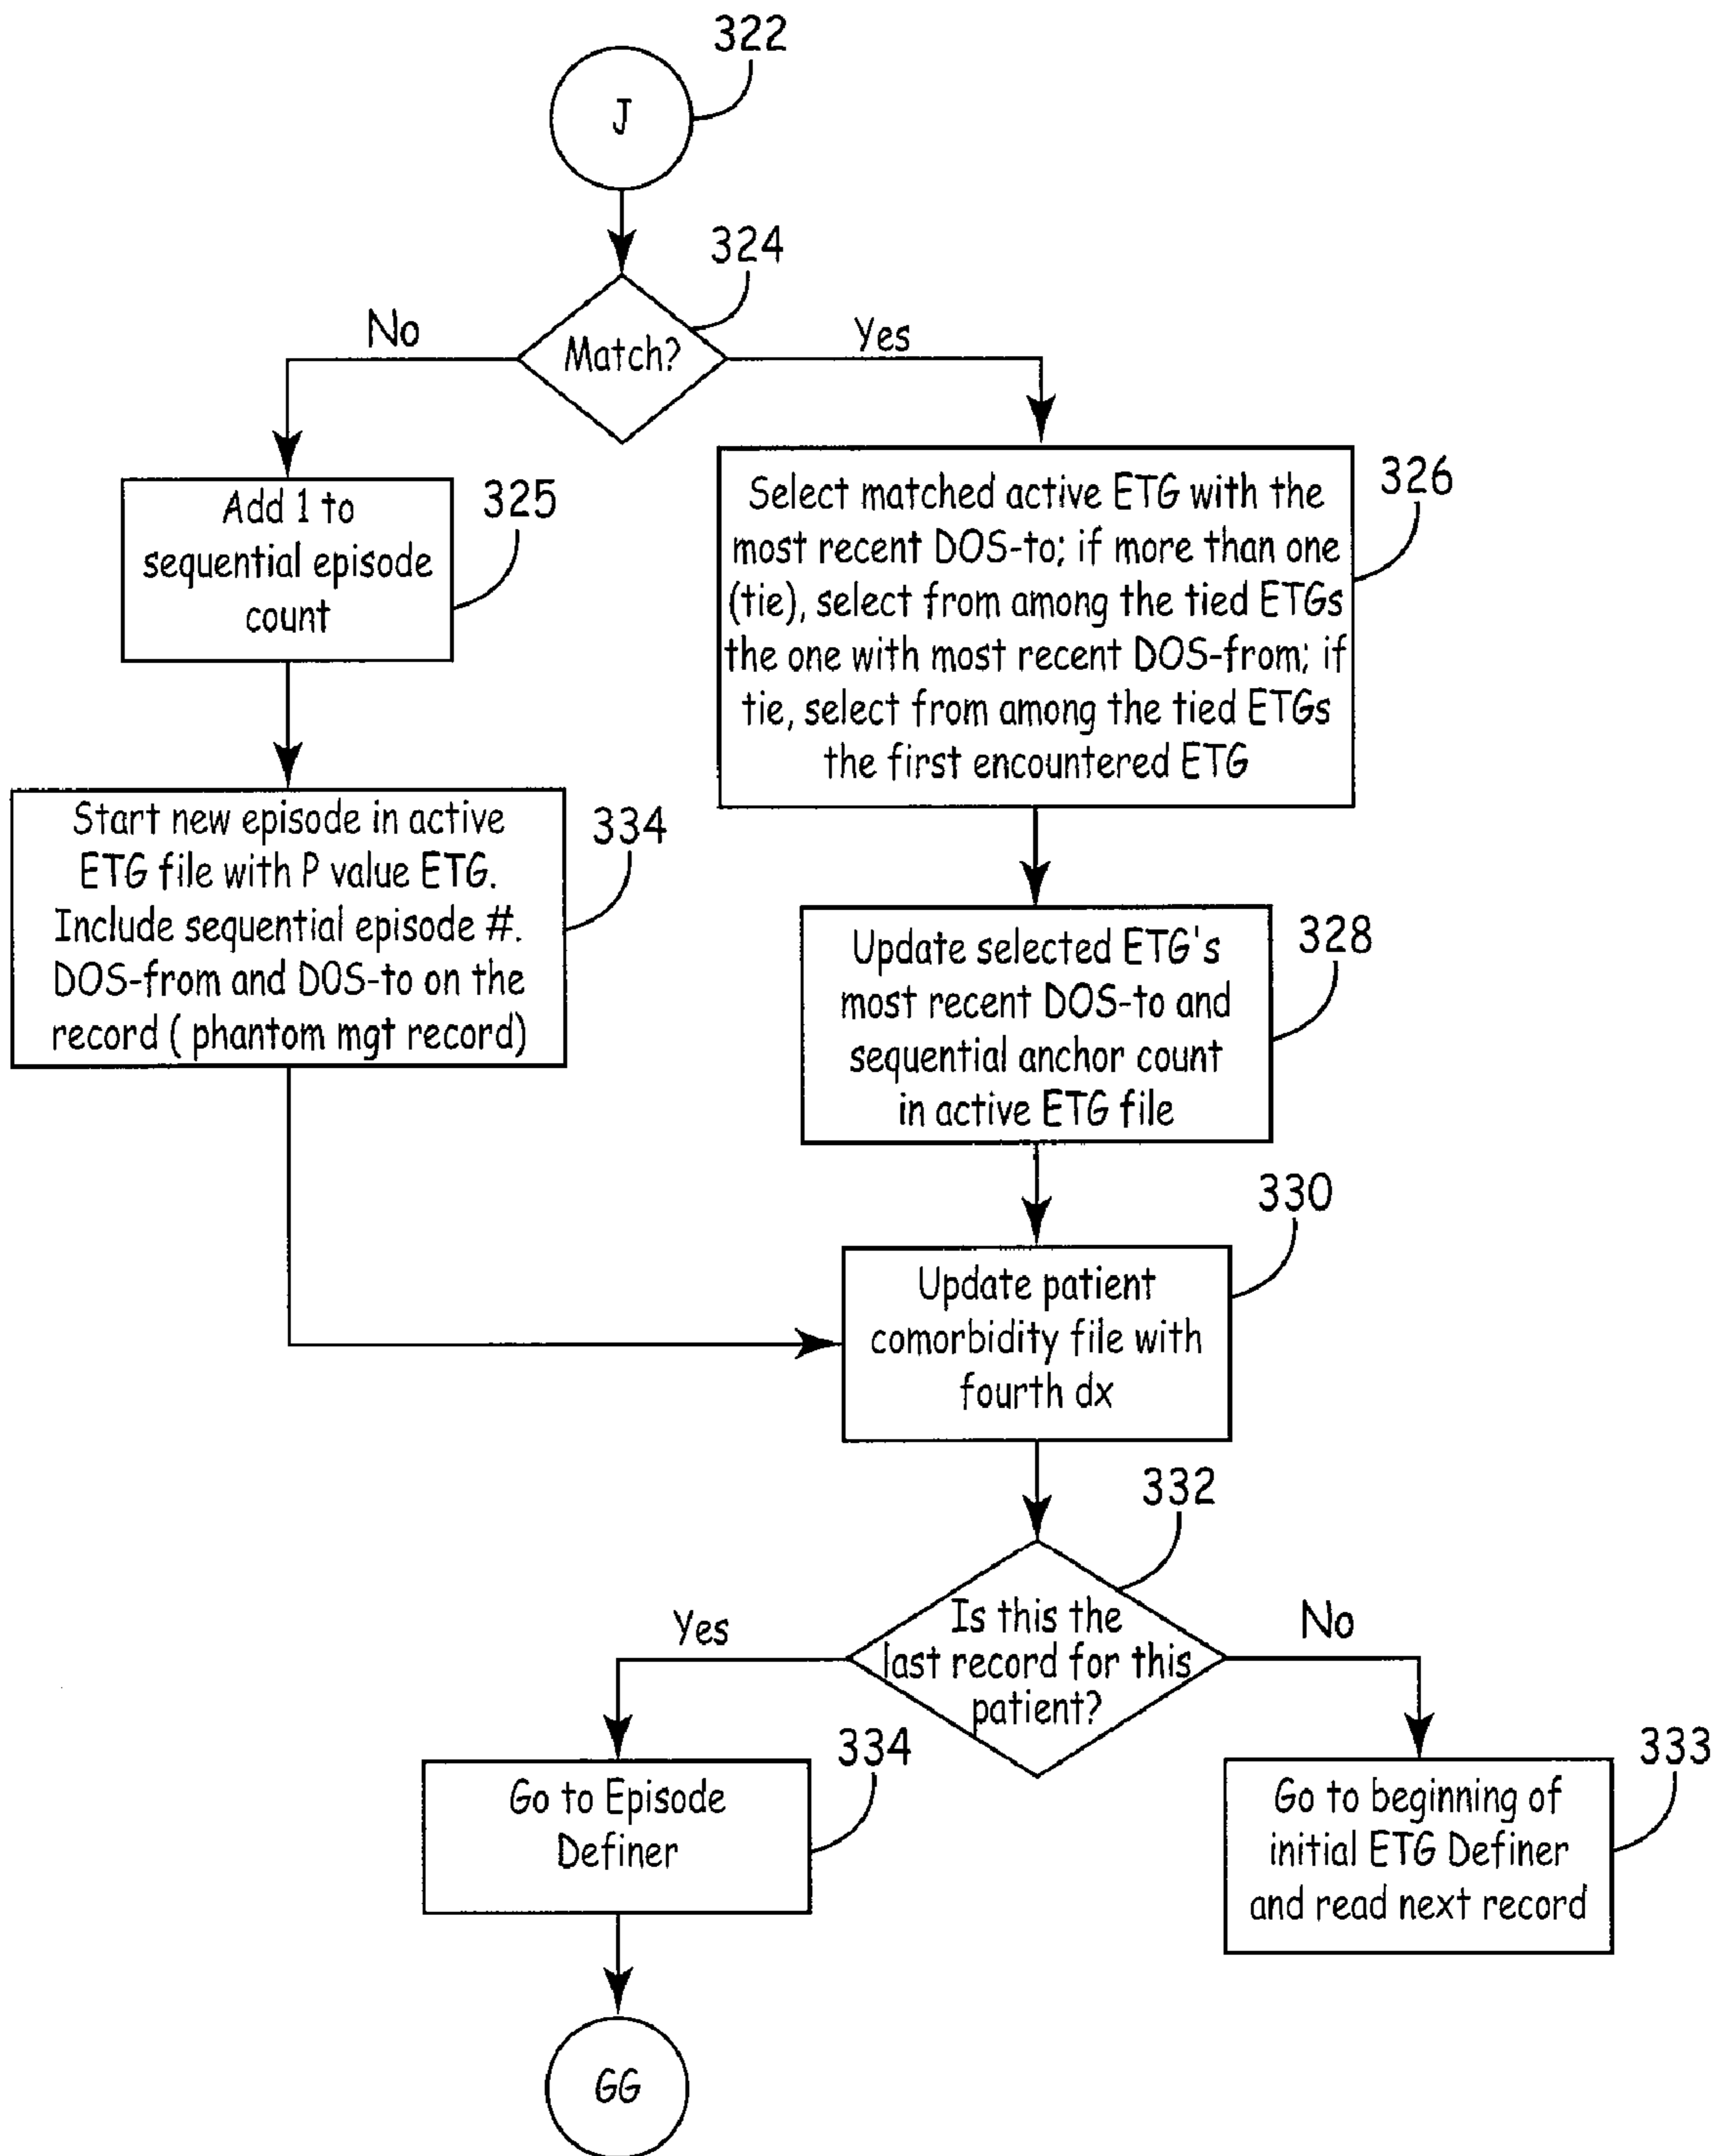 322
J
324
No
Yes
Match?
325
Add 1 to
sequential episode
count
326
Select matched active ETG with the
most recent DOS-to; if more than one
(tie), select from among the tied ETGs
the one with most recent DOS-from; if
tie, select from among the tied ETGs
the first encountered ETG
334
Start new episode in active
ETG file with P value ETG.
Include sequential episode #.
DOS-from and DOS-to on the
record ( phantom mgt record)
328
Update selected ETG's
most recent DOS-to and
sequential anchor count
in active ETG file
330
Update patient
comorbidity file with
fourth dx
332
Is this the
last record for this
patient?
Yes
No
334
Go to Episode
Definer
333
Go to beginning of
initial ETG Definer
and read next record
GG